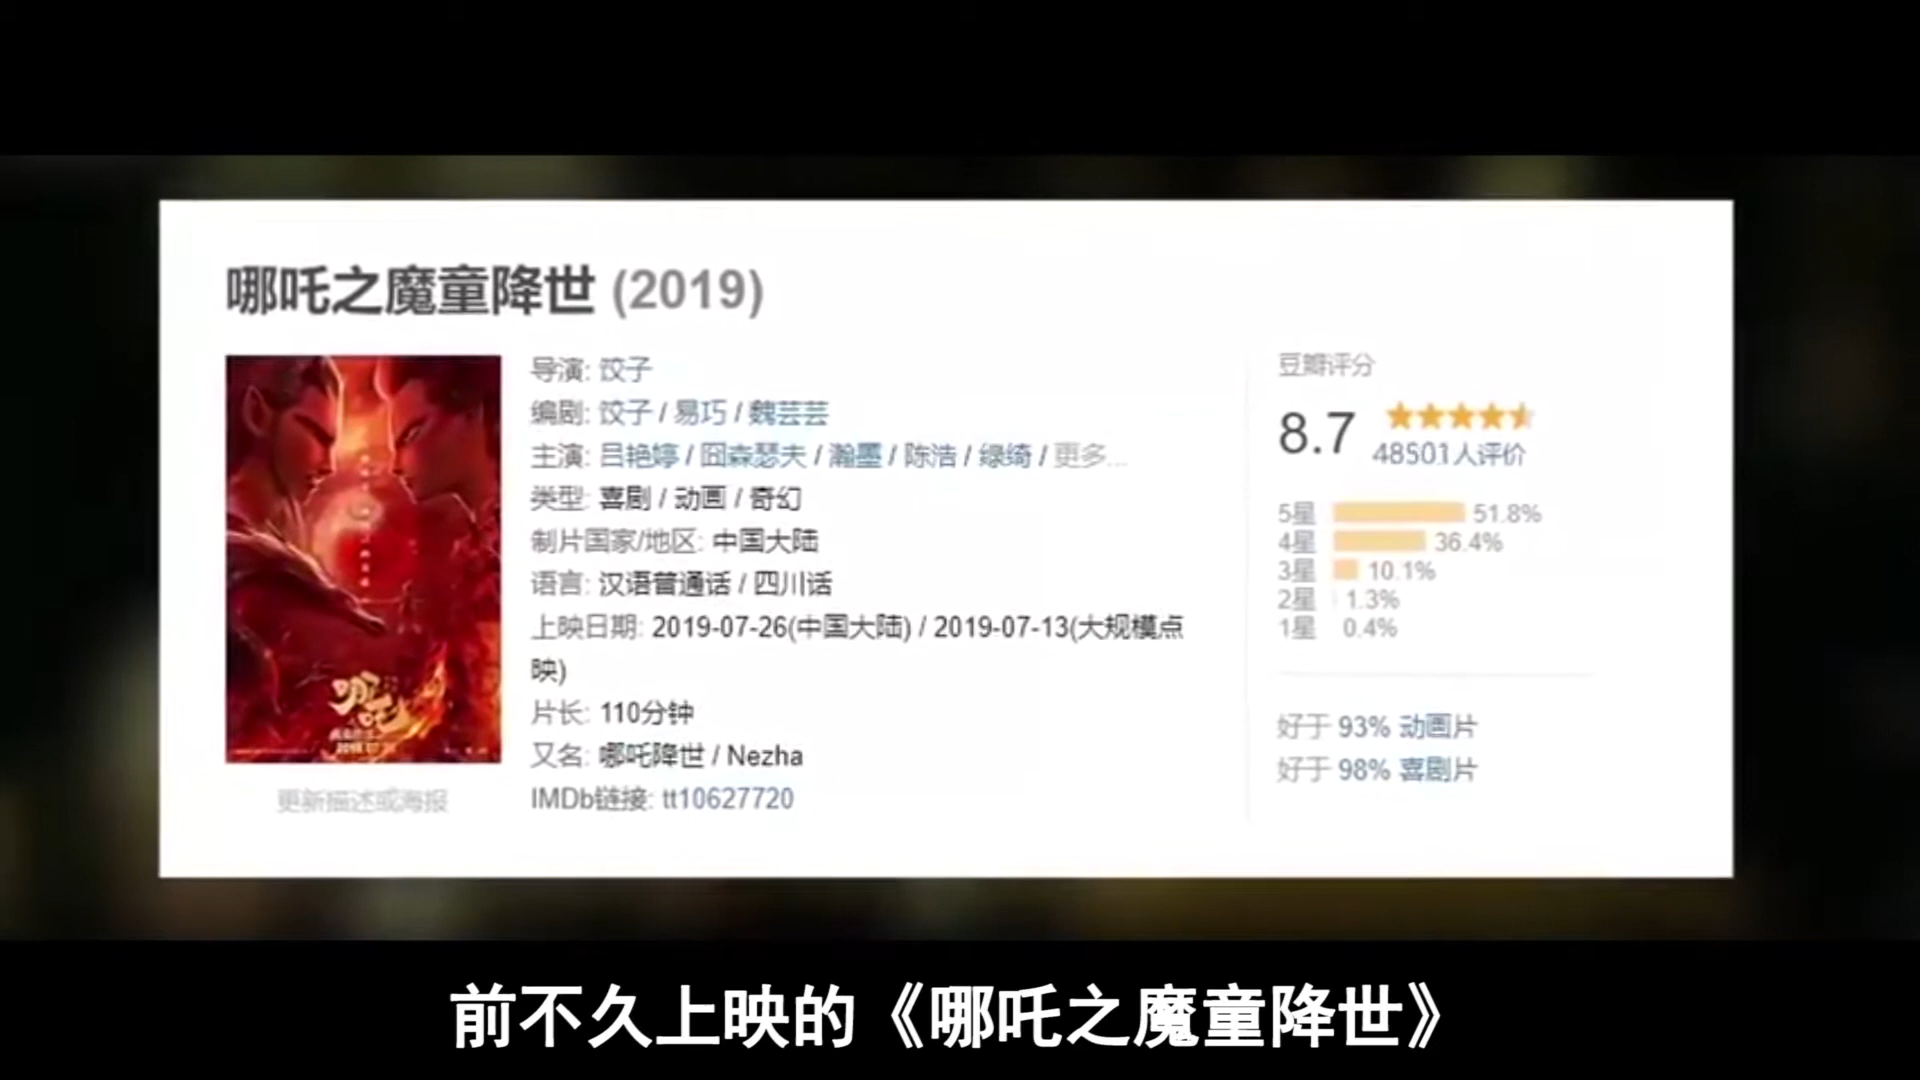 哪吒之魔童降世 (2019)
导演: 饺子
编剧: 饺子 / 易巧 / 魏芸芸
主演: 吕艳婷 / 囧森瑟夫 / 瀚墨 / 陈浩 / 绿绮 / 更多...
类型: 喜剧 / 动画 / 奇幻
制片国家/地区: 中国大陆
语言: 汉语普通话 / 四川话
上映日期: 2019-07-26(中国大陆) / 2019-07-13(大规模点
映)
片长: 110分钟
又名: 哪吒降世 / Nezha
IMDb链接: tt10627720
哪吒
更新描述或海报
豆瓣评分
8.7
48501人评价
5星 51.8%
4星 36.4%
3星 10.1%
2星 1.3%
1星 0.4%
好于 93% 动画片
好于 98% 喜剧片
前不久上映的《哪吒之魔童降世》